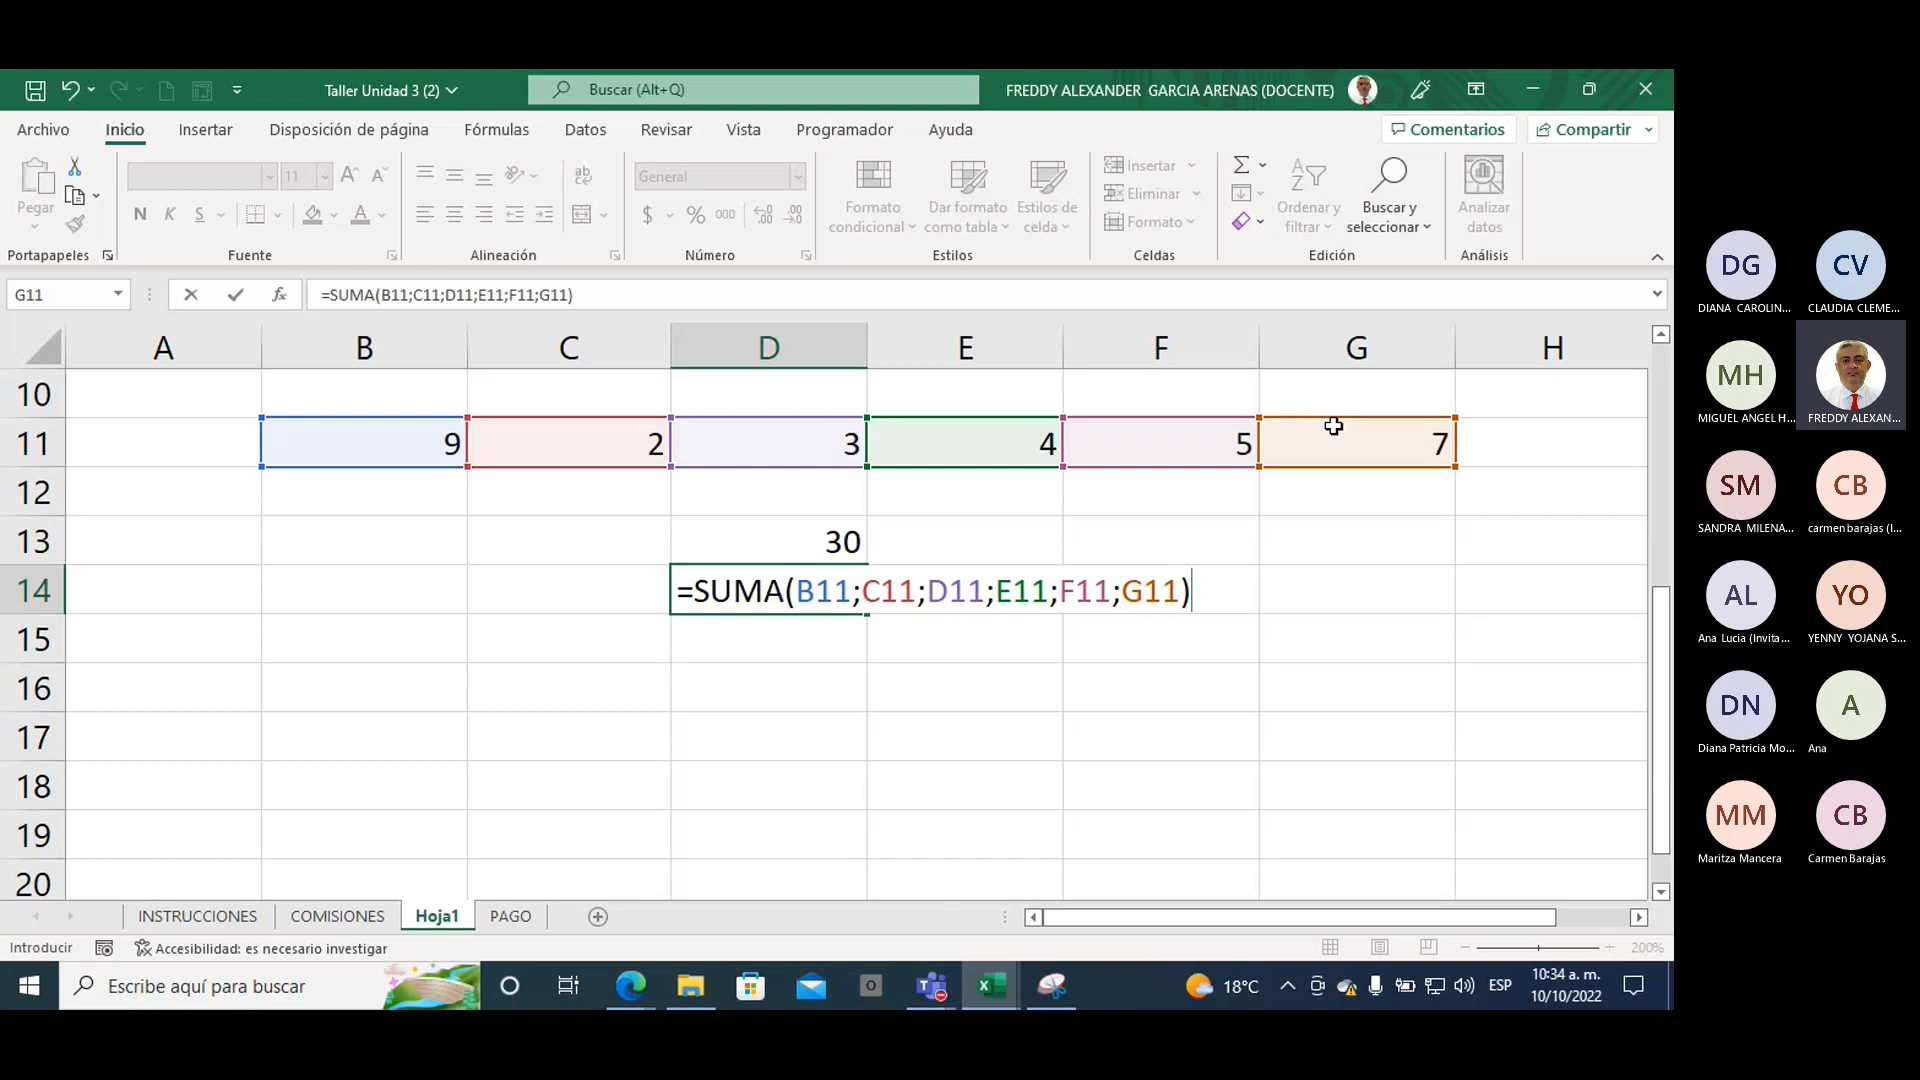 Taller Unidad 3 (2)
Buscar (Alt+Q)
FREDDY ALEXANDER GARCIA ARENAS (DOCENTE)
Archivo Inicio Insertar Disposición de página Fórmulas Datos Revisar Vista Programador Ayuda Comentarios Compartir
Pegar
11
General
N K S
$ % 000
Formato condicional
Dar formato como tabla
Estilos de celda
Insertar
Eliminar
Formato
Ordenar y filtrar
Buscar y seleccionar
Analizar datos
Portapapeles Fuente Alineación Número Estilos Celdas Edición Análisis
G11 fx =SUMA(B11;C11;D11;E11;F11;G11)
A B C D E F G H
10
11 9 2 3 4 5 7
12
13 30
14 =SUMA(B11;C11;D11;E11;F11;G11)
15
16
17
18
19
20
INSTRUCCIONES COMISIONES Hoja1 PAGO
Introducir Accesibilidad: es necesario investigar 200%
Escribe aquí para buscar
18°C ESP
10:34 a. m.
10/10/2022
DG CV
DIANA CAROLIN... CLAUDIA CLEME...
MH
MIGUEL ANGEL H... FREDDY ALEXAN...
SM CB
SANDRA MILENA... carmen barajas (I...
AL YO
Ana Lucia (Invita... YENNY YOJANA S...
DN A
Diana Patricia Mo... Ana
MM CB
Maritza Mancera Carmen Barajas